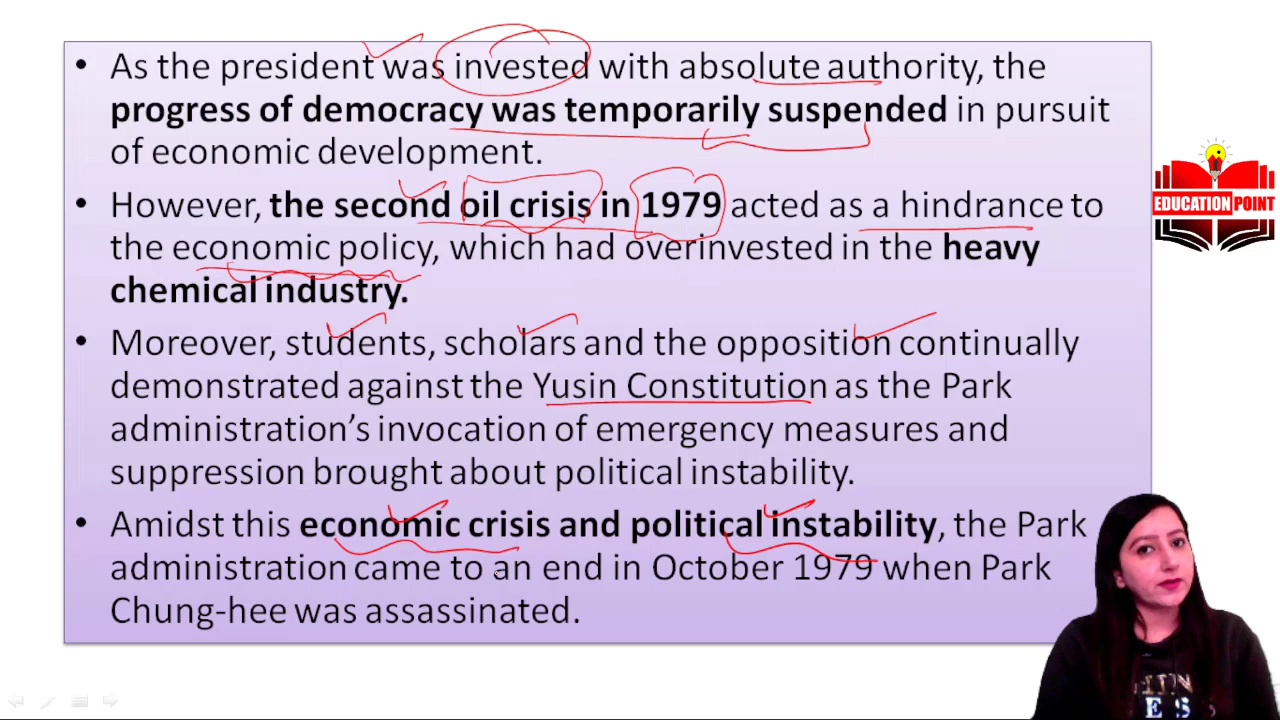 • As the president was invested with absolute authority, the
progress of democracy was temporarily suspended in pursuit
of economic development.
• However, the second oil crisis in 1979 acted as a hindrance to
the economic policy, which had overinvested in the heavy
chemical industry.
• Moreover, students, scholars and the opposition continually
demonstrated against the Yusin Constitution as the Park
administration’s invocation of emergency measures and
suppression brought about political instability.
• Amidst this economic crisis and political instability, the Park
administration came to an end in October 1979 when Park
Chung-hee was assassinated.
EDUCATION POINT